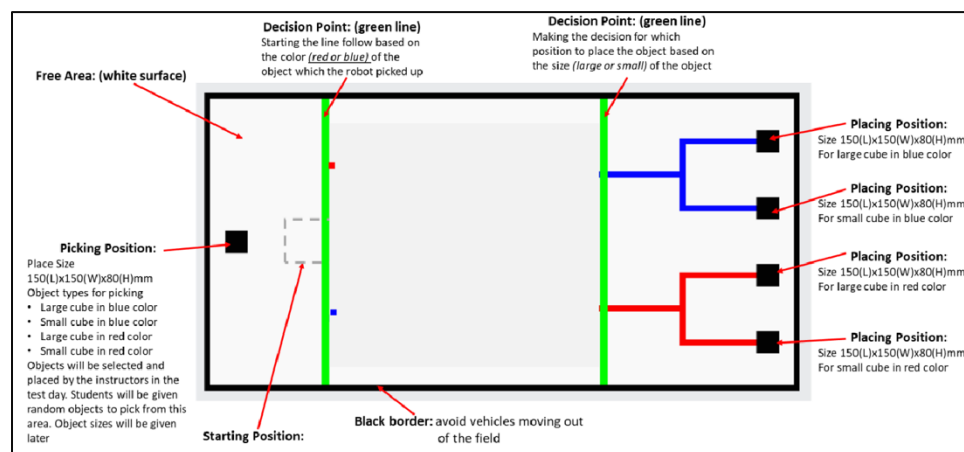 Decision Point: (green line)
Starting the line follow based on
the color (red or blue) of the
object which the robot picked up
Decision Point: (green line)
Making the decision for which
position to place the object based on
the size (large or small) of the object
Free Area: (white surface)
Placing Position:
Size 150(L)x150(W)x80(H)mm
For large cube in blue color
Placing Position:
Size 150(L)x150(W)x80(H)mm
For small cube in blue color
Picking Position:
Place Size
150(L)x150(W)x80(H)mm
Object types for picking
• Large cube in blue color
• Small cube in blue color
• Large cube in red color
• Small cube in red color
Objects will be selected and
placed by the instructors in the
test day. Students will be given
random objects to pick from this
area. Object sizes will be given
later
Placing Position:
Size 150(L)x150(W)x80(H)mm
For large cube in red color
Placing Position:
Size 150(L)x150(W)x80(H)mm
For small cube in red color
Starting Position:
Black border: avoid vehicles moving out
of the field